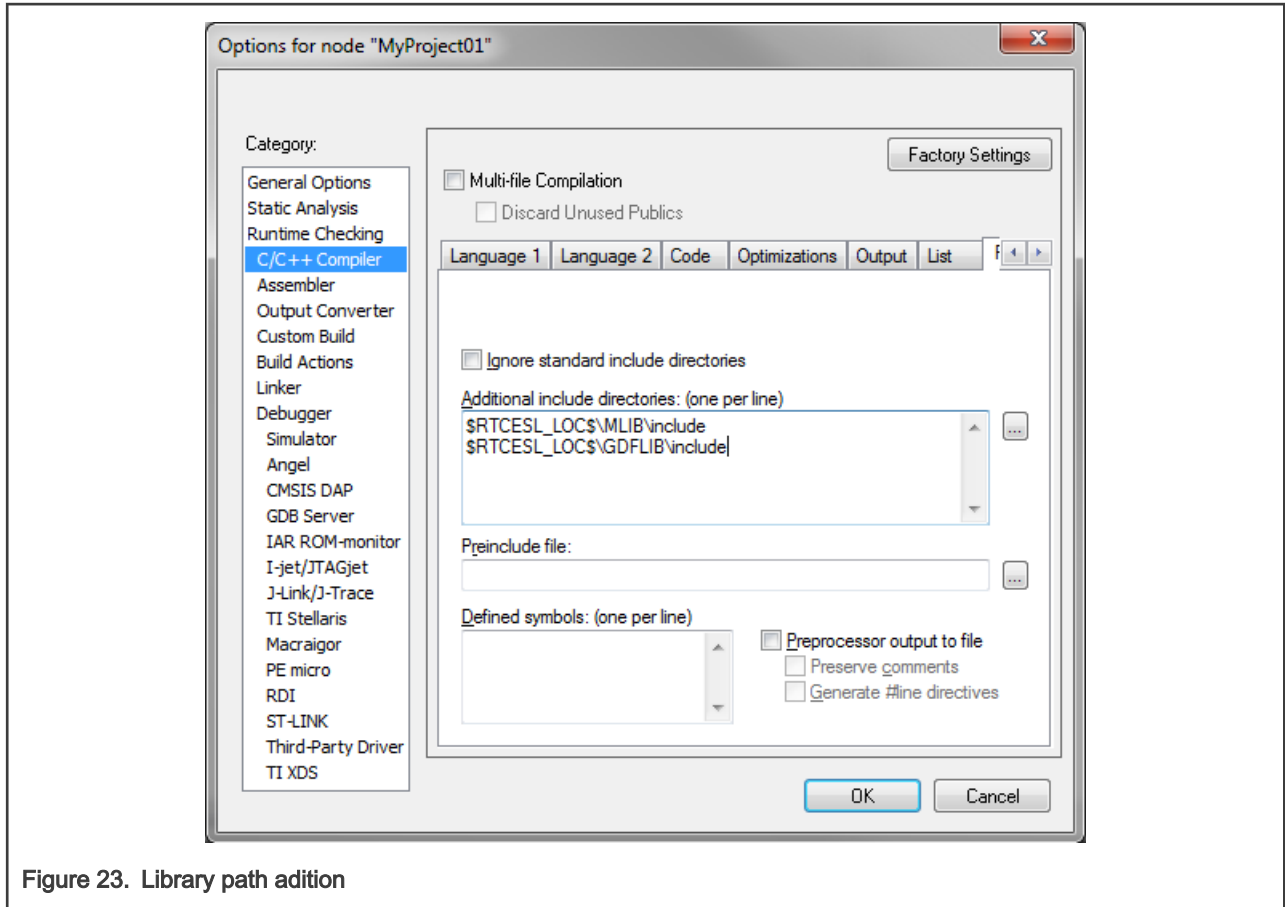 Options for node "MyProject01"
X
Category:
General Options
Static Analysis
Runtime Checking
C/C++ Compiler
Assembler
Output Converter
Custom Build
Build Actions
Linker
Debugger
Simulator
Angel
CMSIS DAP
GDB Server
IAR ROM-monitor
I-jet/JTAGjet
J-Link/J-Trace
TI Stellaris
Macraigor
PE micro
RDI
ST-LINK
Third-Party Driver
TI XDS
Factory Settings
Multi-file Compilation
Discard Unused Publics
Language 1 Language 2 Code Optimizations Output List
Ignore standard include directories
Additional include directories: (one per line)
$RTCESL_LOC$\MLIB\include
$RTCESL_LOC$\GDFLIB\include
...
Preinclude file:
...
Defined symbols: (one per line)
Preprocessor output to file
Preserve comments
Generate #line directives
OK Cancel
Figure 23. Library path adition